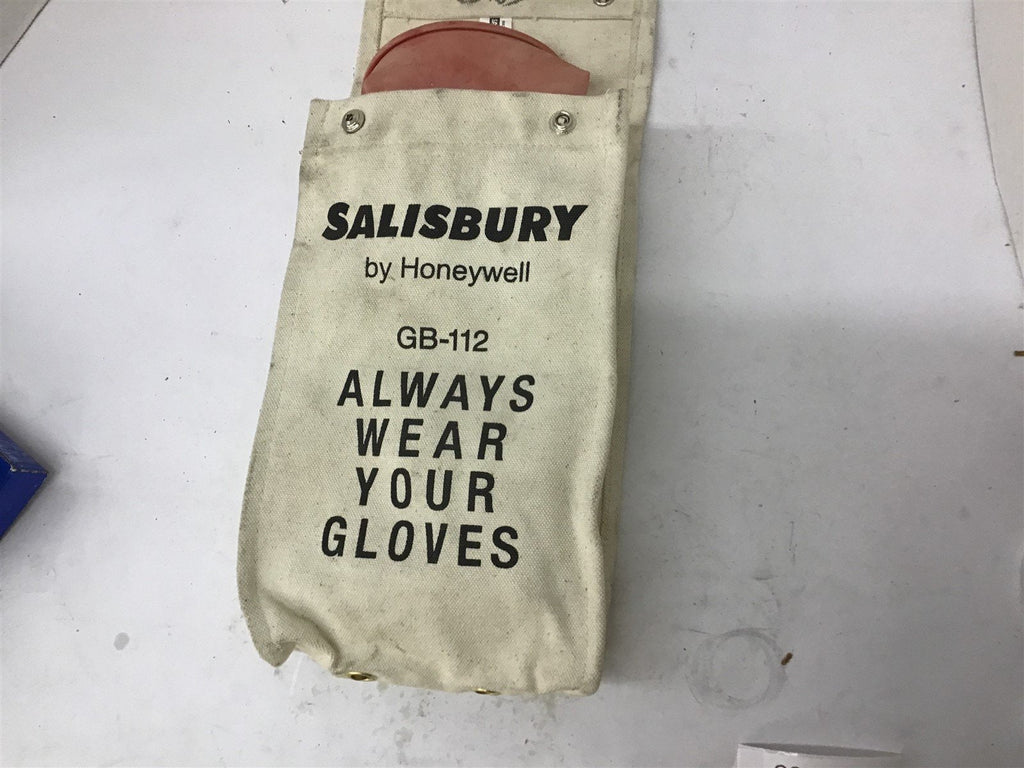 SALISBURY
by Honeywell
GB-112
ALWAYS
WEAR
YOUR
GLOVES